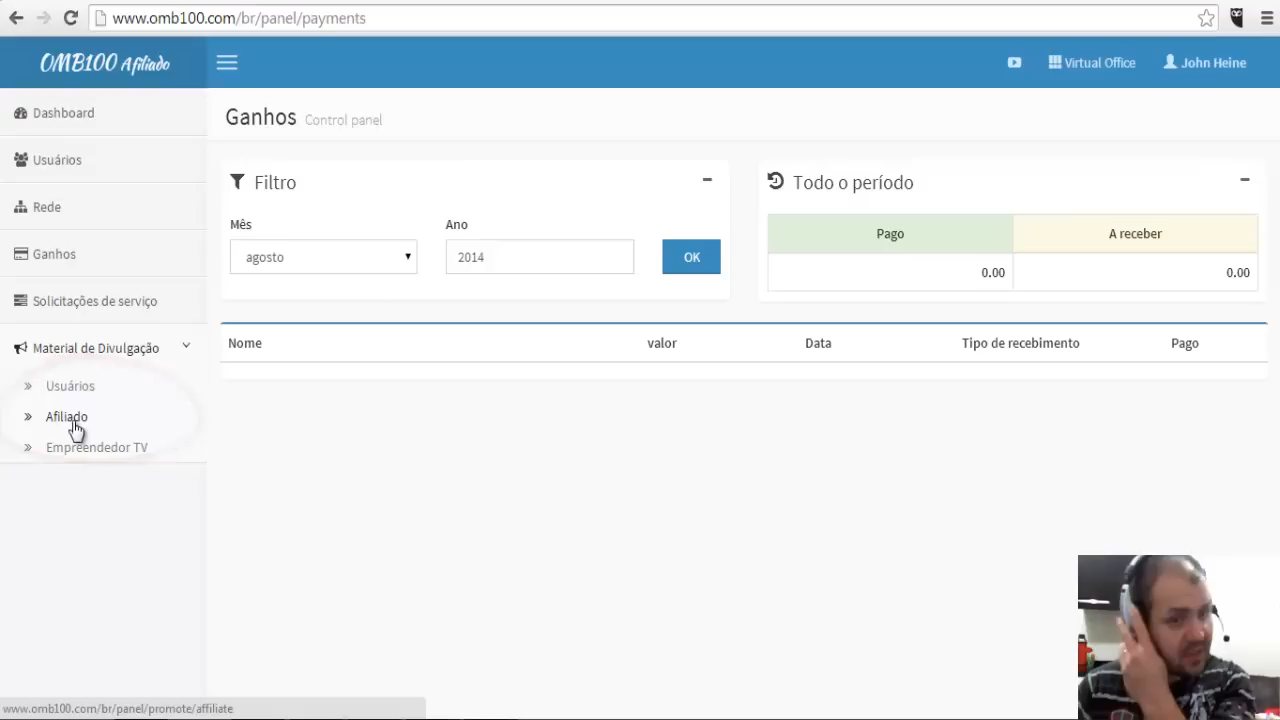 www.omb100.com/br/panel/payments
OMB100 Afiliado
Virtual Office
John Heine
Dashboard
Usuários
Rede
Ganhos
Solicitações de serviço
Material de Divulgação
Usuários
Afiliado
Empreendedor TV
Ganhos Control panel
Filtro
Mês Ano
agosto 2014 OK
Todo o período
Pago A receber
0.00 0.00
Nome valor Data Tipo de recebimento Pago
www.omb100.com/br/panel/promote/affiliate